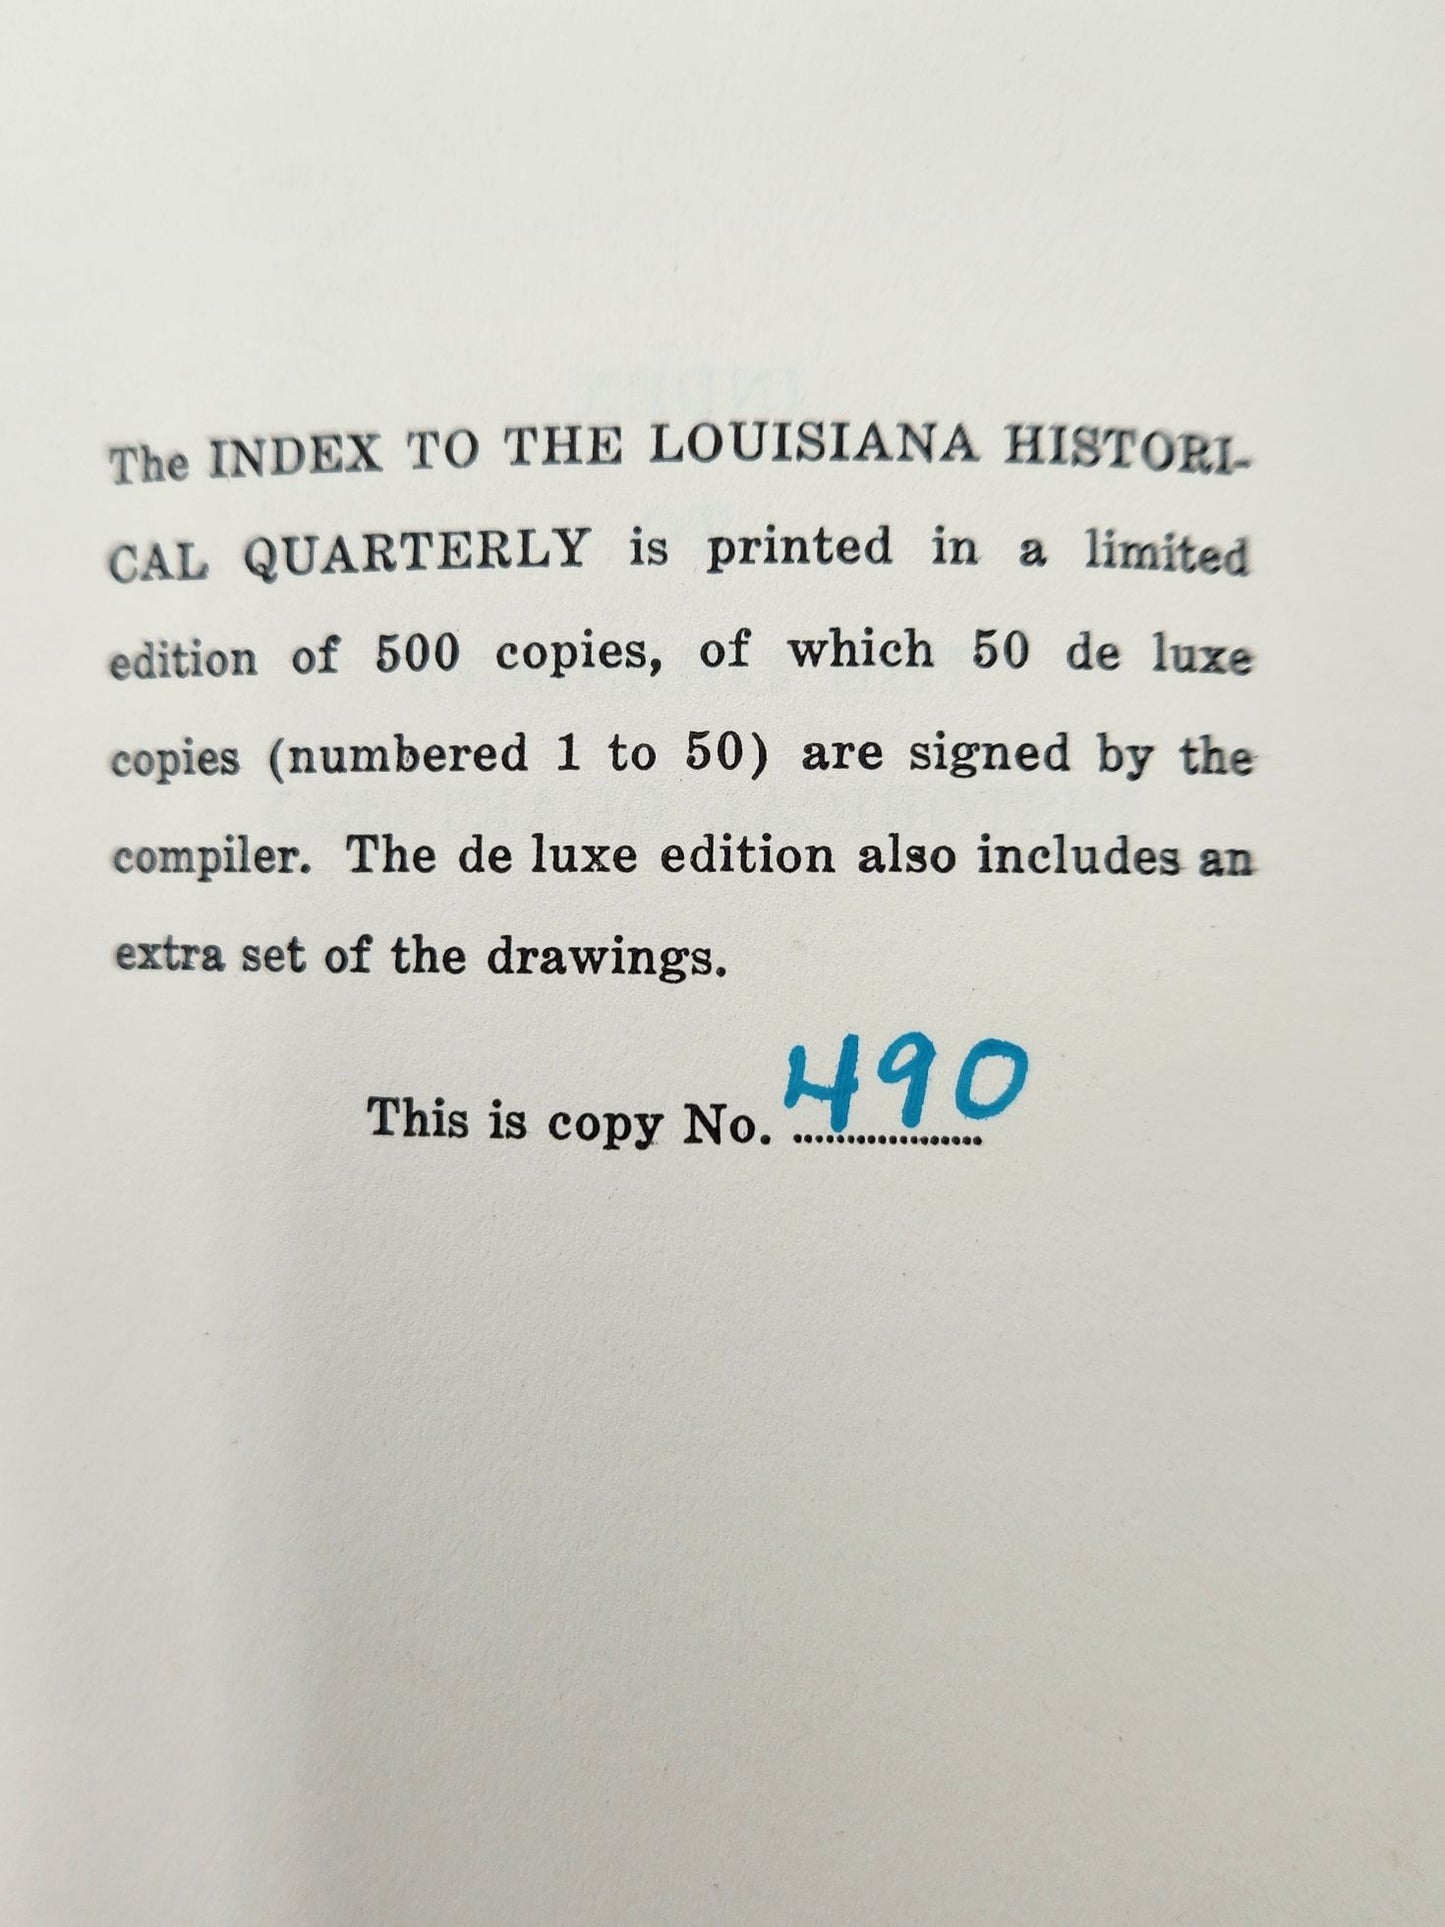 The INDEX TO THE LOUISIANA HISTORI-
CAL QUARTERLY is printed in a limited
edition of 500 copies, of which 50 de luxe
copies (numbered 1 to 50) are signed by the
compiler. The de luxe edition also includes an
extra set of the drawings.
This is copy No. 490